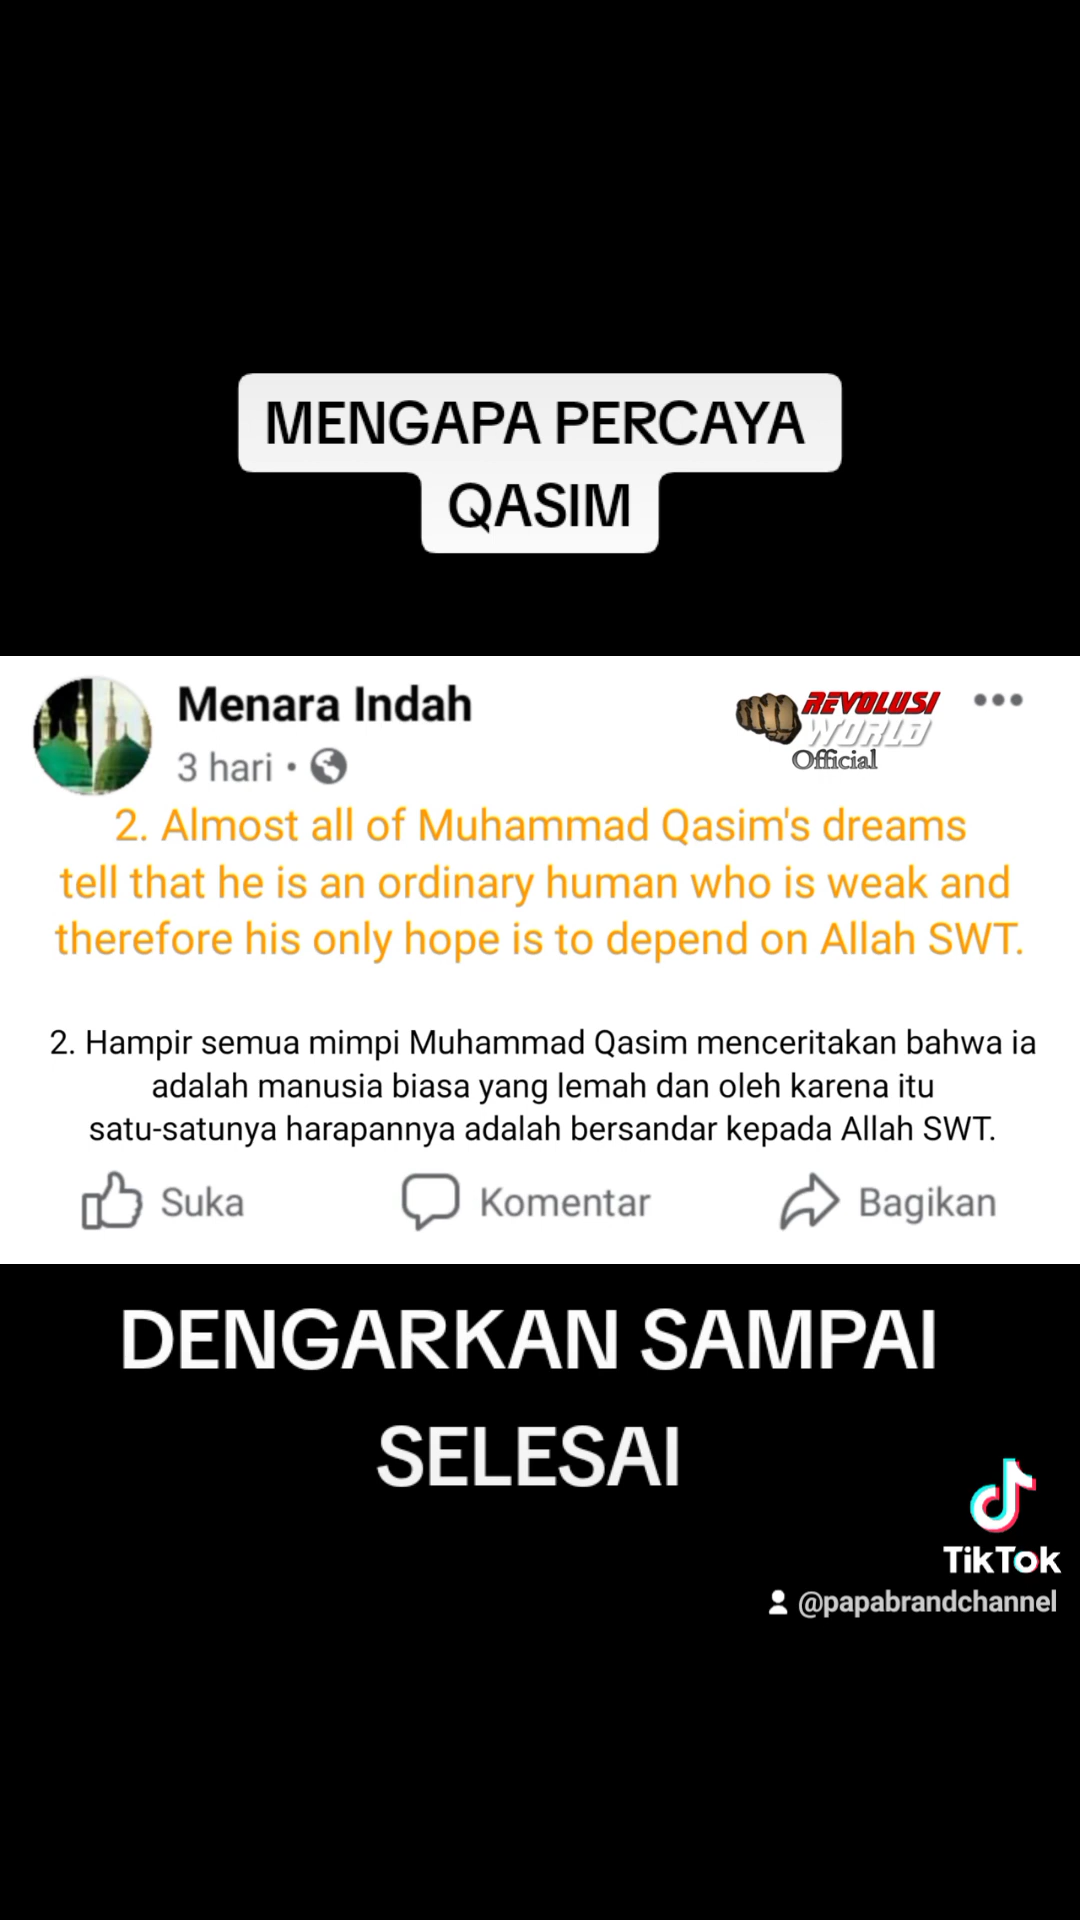 MENGAPA PERCAYA
QASIM
Menara Indah
REVOLUSI
WORLD
Official
3 hari •
2. Almost all of Muhammad Qasim's dreams
tell that he is an ordinary human who is weak and
therefore his only hope is to depend on Allah SWT.
2. Hampir semua mimpi Muhammad Qasim menceritakan bahwa ia
adalah manusia biasa yang lemah dan oleh karena itu
satu-satunya harapannya adalah bersandar kepada Allah SWT.
Suka Komentar Bagikan
DENGARKAN SAMPAI
SELESAI
TikTok
@papabrandchannel